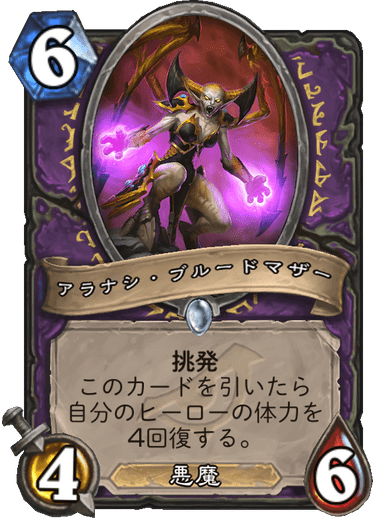 6
アラナシ・ブルードマザー
挑発
このカードを引いたら
自分のヒーローの体力を
4回復する。
4
悪魔
6